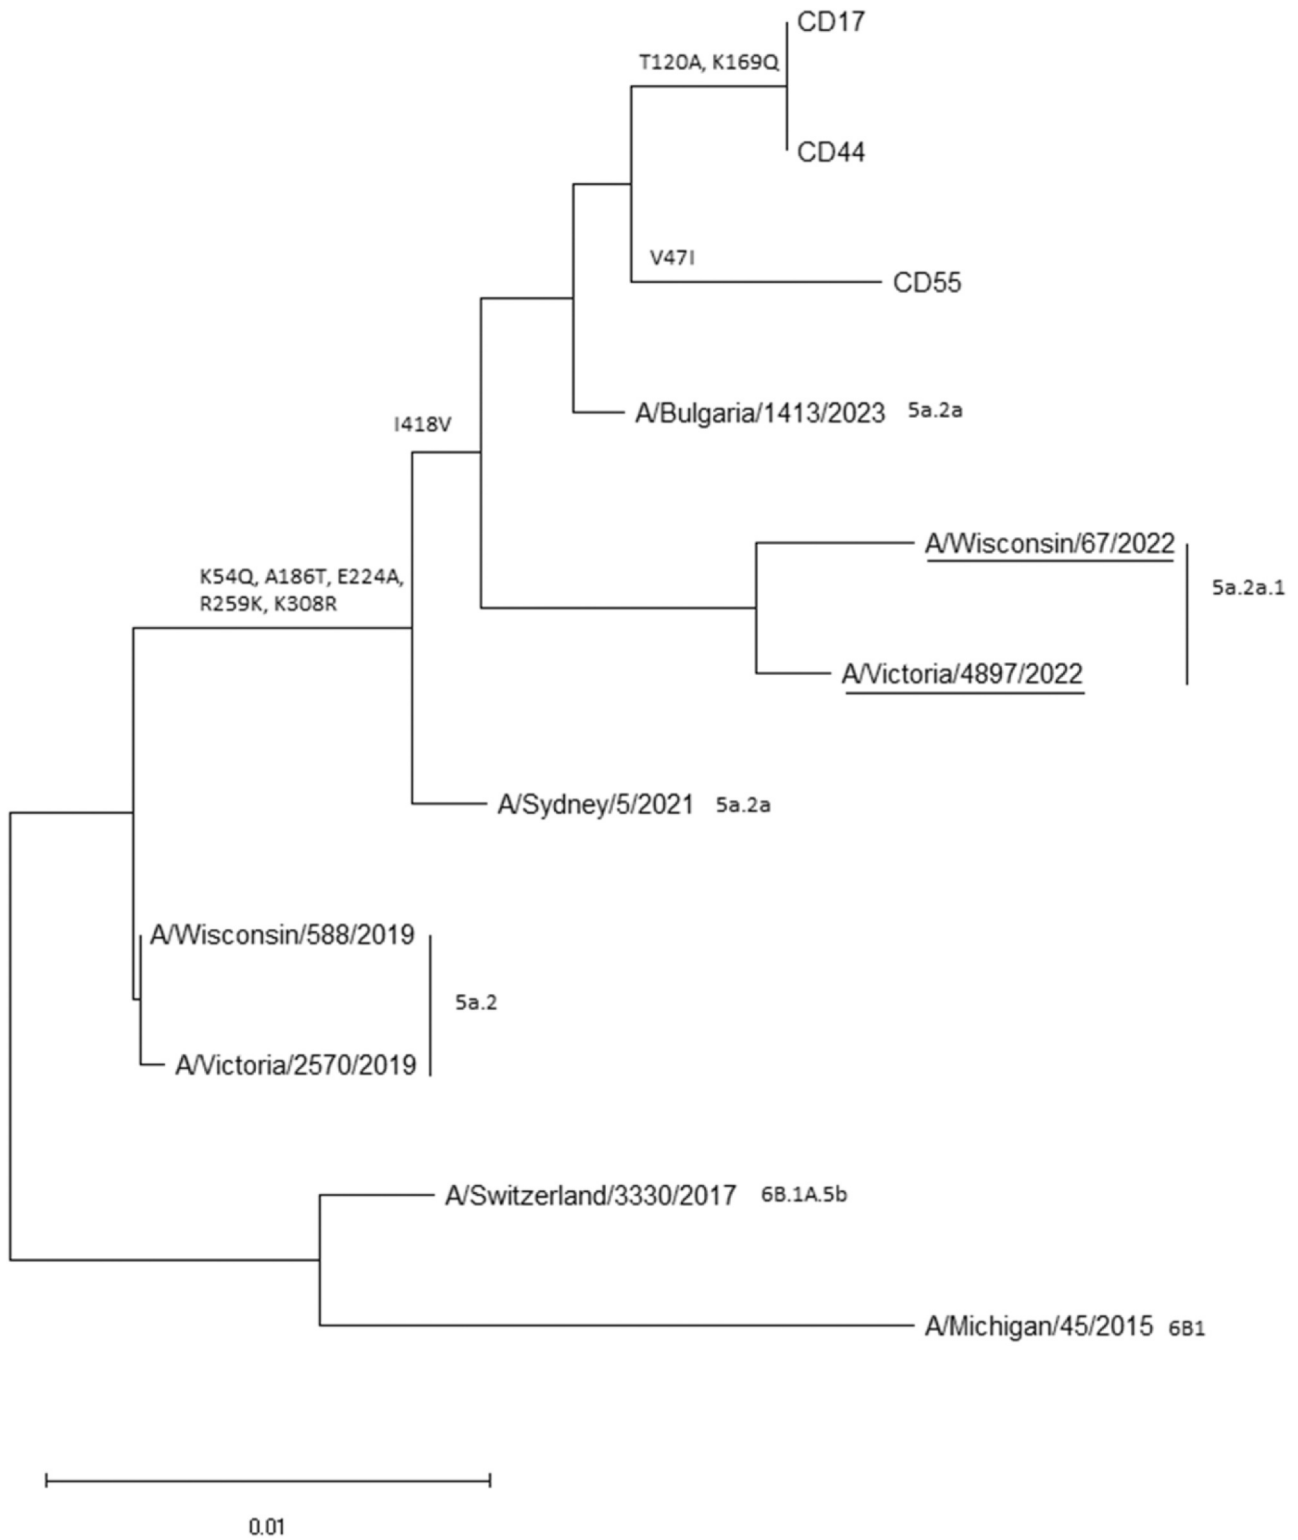 CD17
T120A, K169Q
CD44
V47I
CD55
A/Bulgaria/1413/2023 5a.2a
I418V
A/Wisconsin/67/2022
5a.2a.1
K54Q, A186T, E224A,
R259K, K308R
A/Victoria/4897/2022
A/Sydney/5/2021 5a.2a
A/Wisconsin/588/2019
5a.2
A/Victoria/2570/2019
A/Switzerland/3330/2017 6B.1A.5b
A/Michigan/45/2015 6B1
0.01